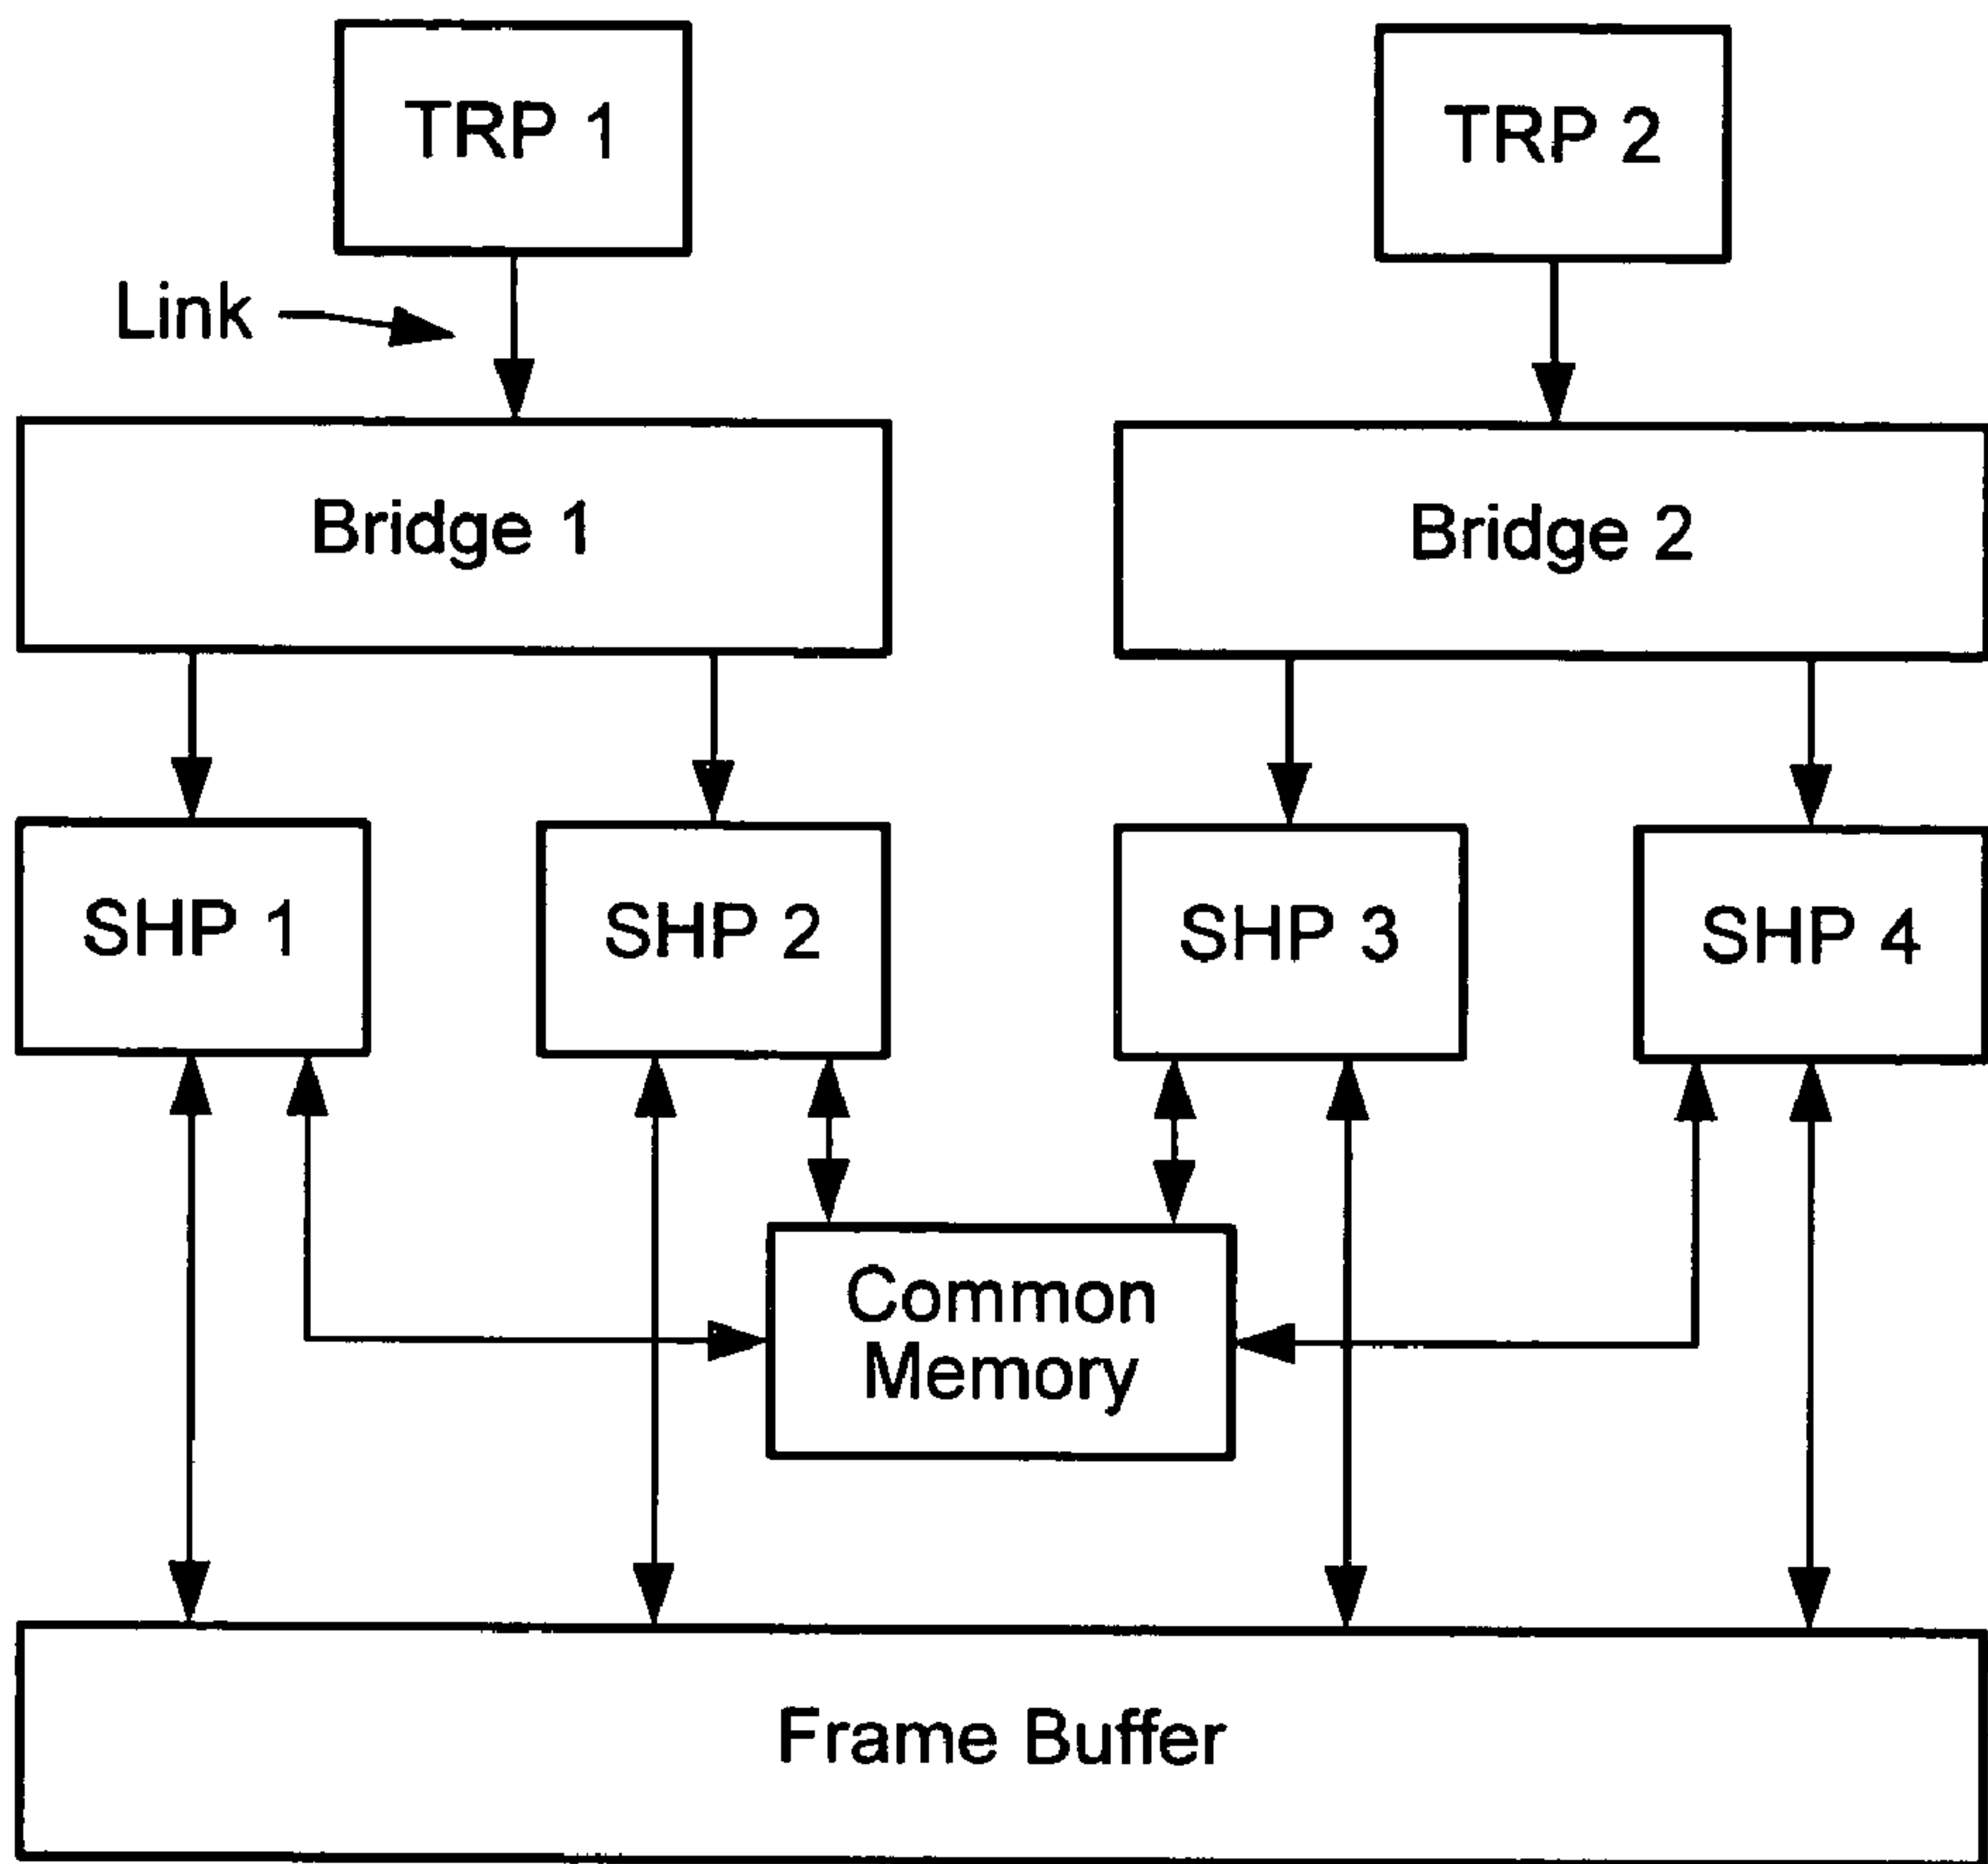 TRP 1
TRP 2
Link
Bridge 1
Bridge 2
SHP 1
SHP 2
SHP 3
SHP 4
Common
Memory
Frame Buffer